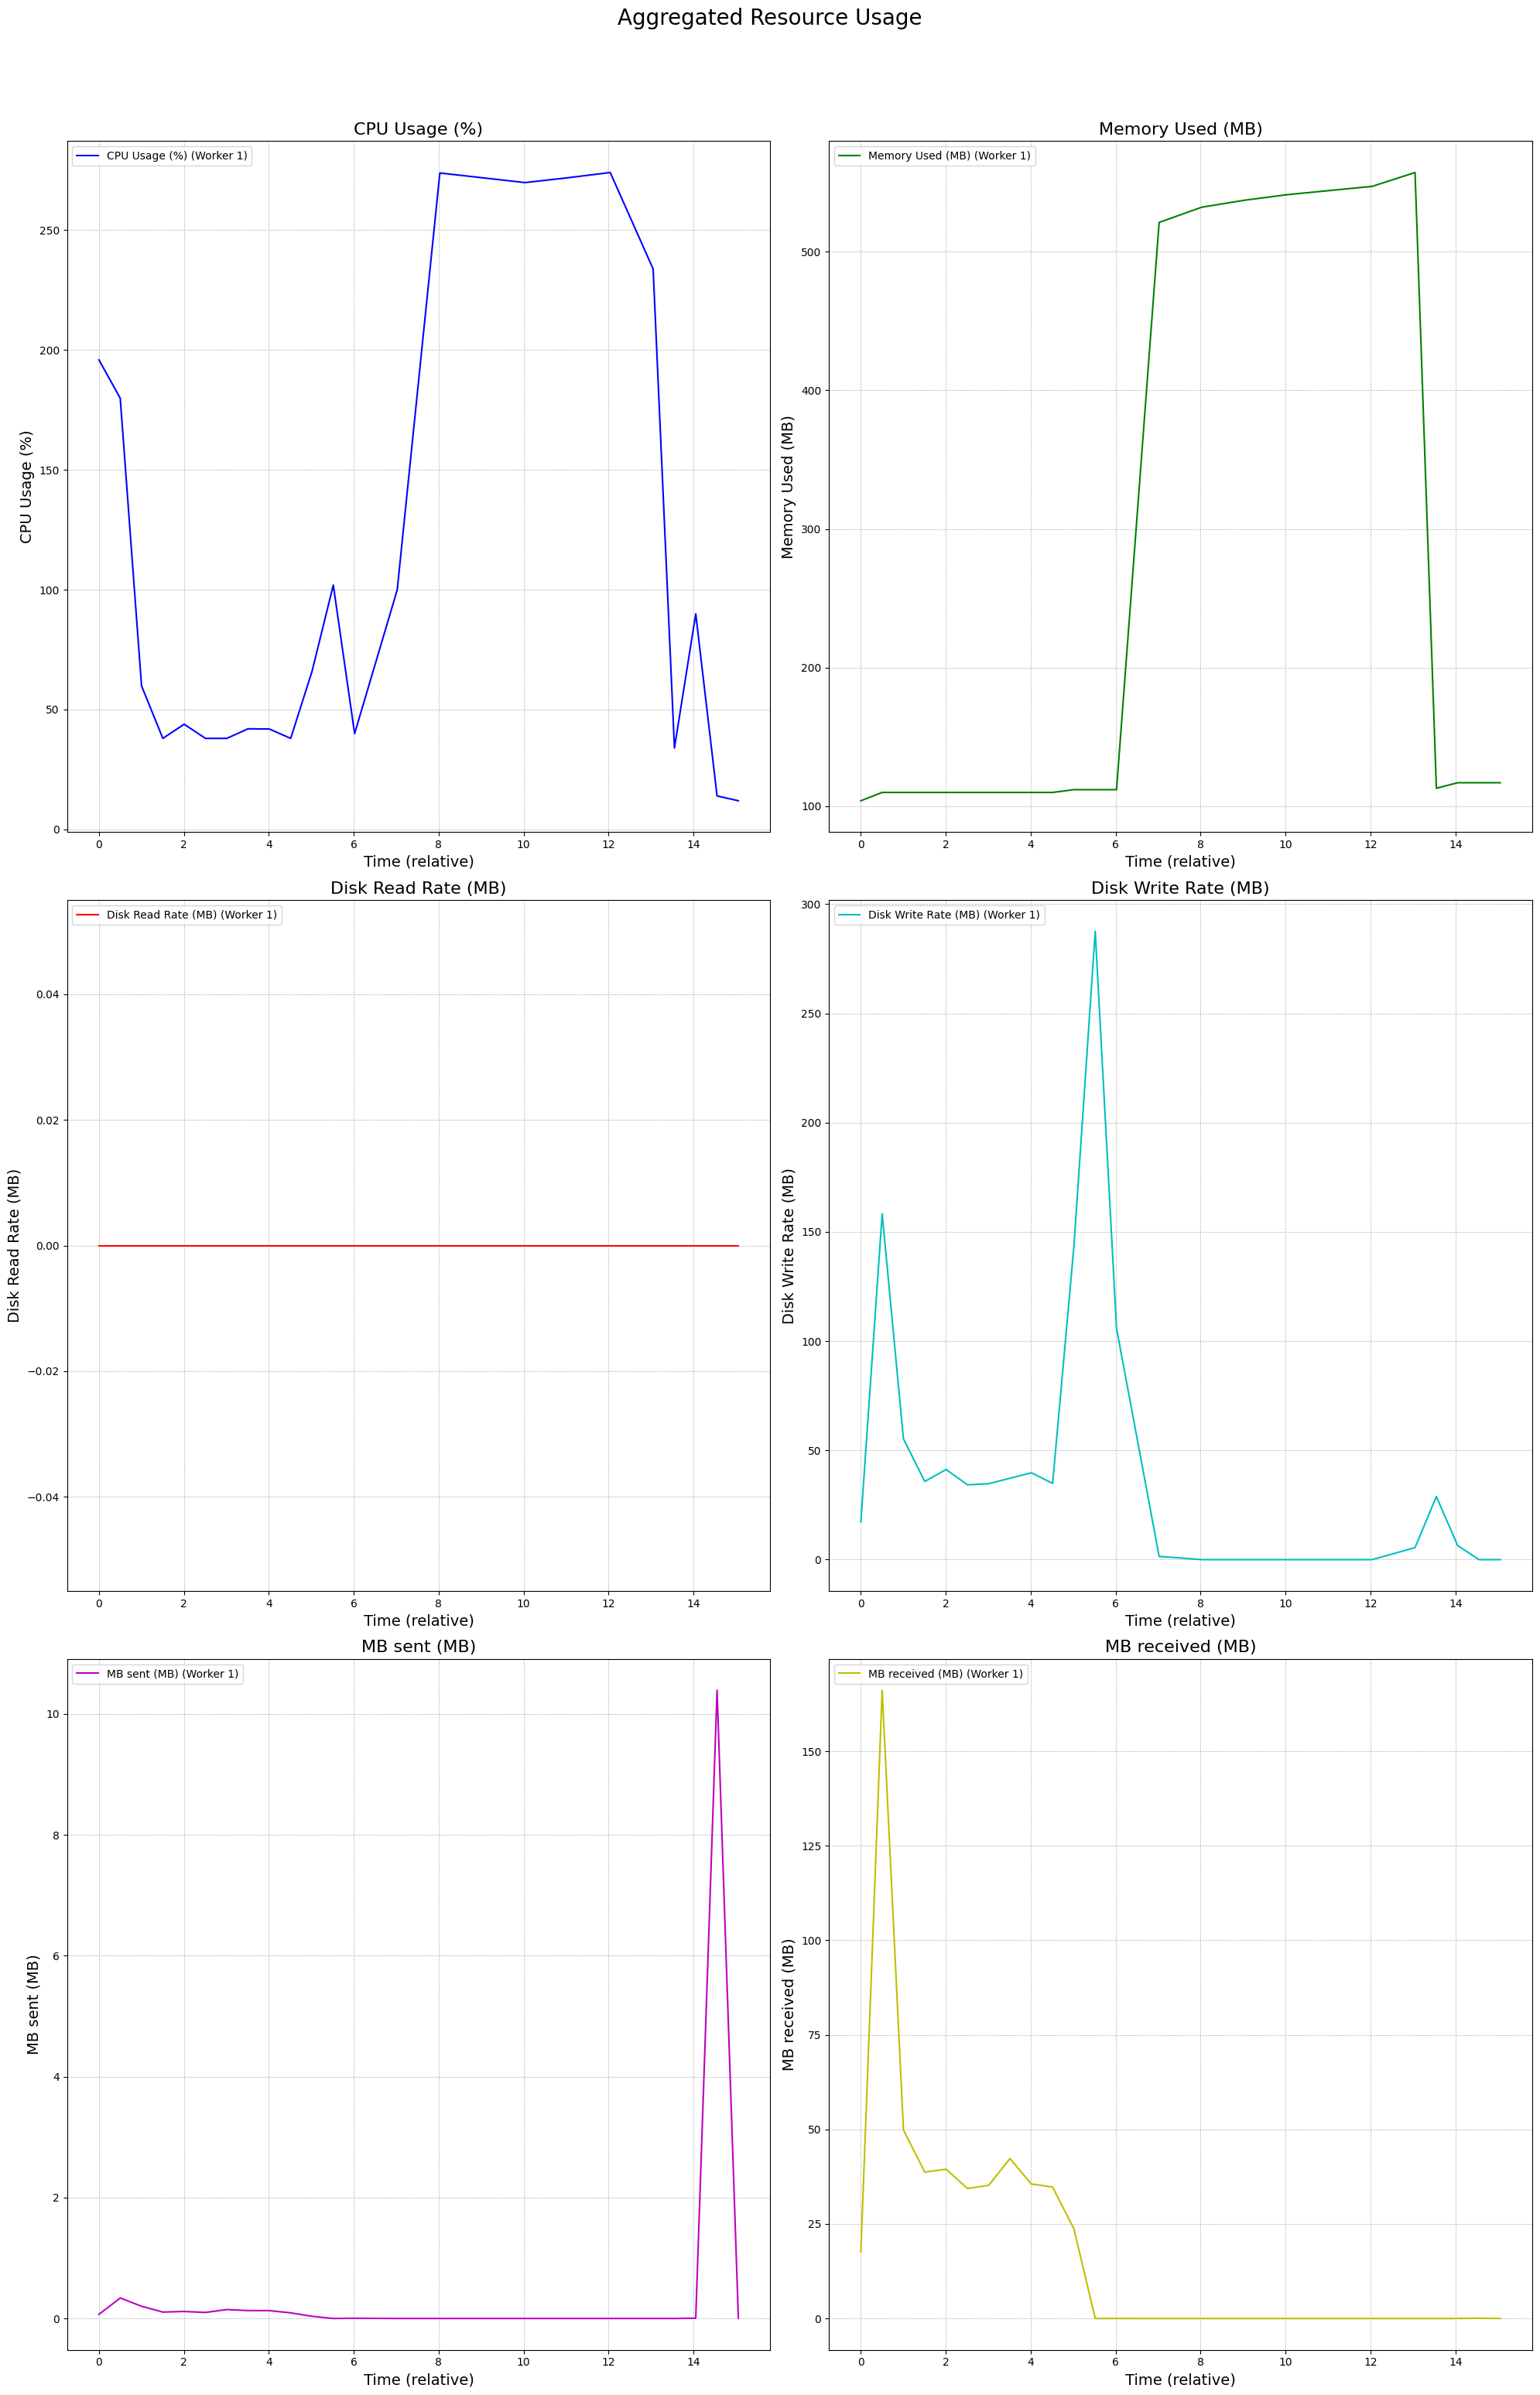 Aggregated Resource Usage
CPU Usage (%)
CPU Usage (%) (Worker 1)
250
200
150
100
50
0
CPU Usage (%)
0 2 4 6 8 10 12 14
Time (relative)
Memory Used (MB)
Memory Used (MB) (Worker 1)
500
400
300
200
100
Memory Used (MB)
0 2 4 6 8 10 12 14
Time (relative)
Disk Read Rate (MB)
Disk Read Rate (MB) (Worker 1)
0.04
0.02
0.00
−0.02
−0.04
Disk Read Rate (MB)
0 2 4 6 8 10 12 14
Time (relative)
Disk Write Rate (MB)
Disk Write Rate (MB) (Worker 1)
300
250
200
150
100
50
0
Disk Write Rate (MB)
0 2 4 6 8 10 12 14
Time (relative)
MB sent (MB)
MB sent (MB) (Worker 1)
10
8
6
4
2
0
MB sent (MB)
0 2 4 6 8 10 12 14
Time (relative)
MB received (MB)
MB received (MB) (Worker 1)
150
125
100
75
50
25
0
MB received (MB)
0 2 4 6 8 10 12 14
Time (relative)